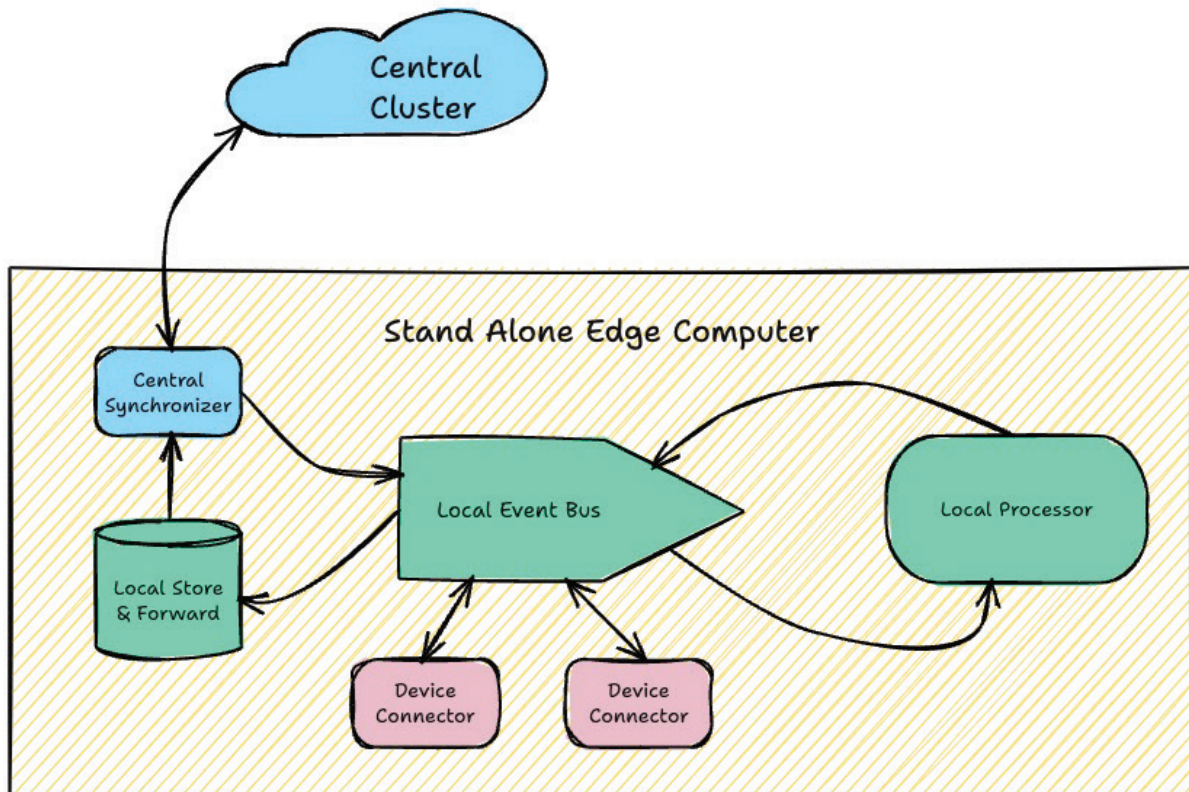 Central
Cluster
Stand Alone Edge Computer
Central
Synchronizer
Local Event Bus
Local Processor
Local Store
& Forward
Device
Connector
Device
Connector